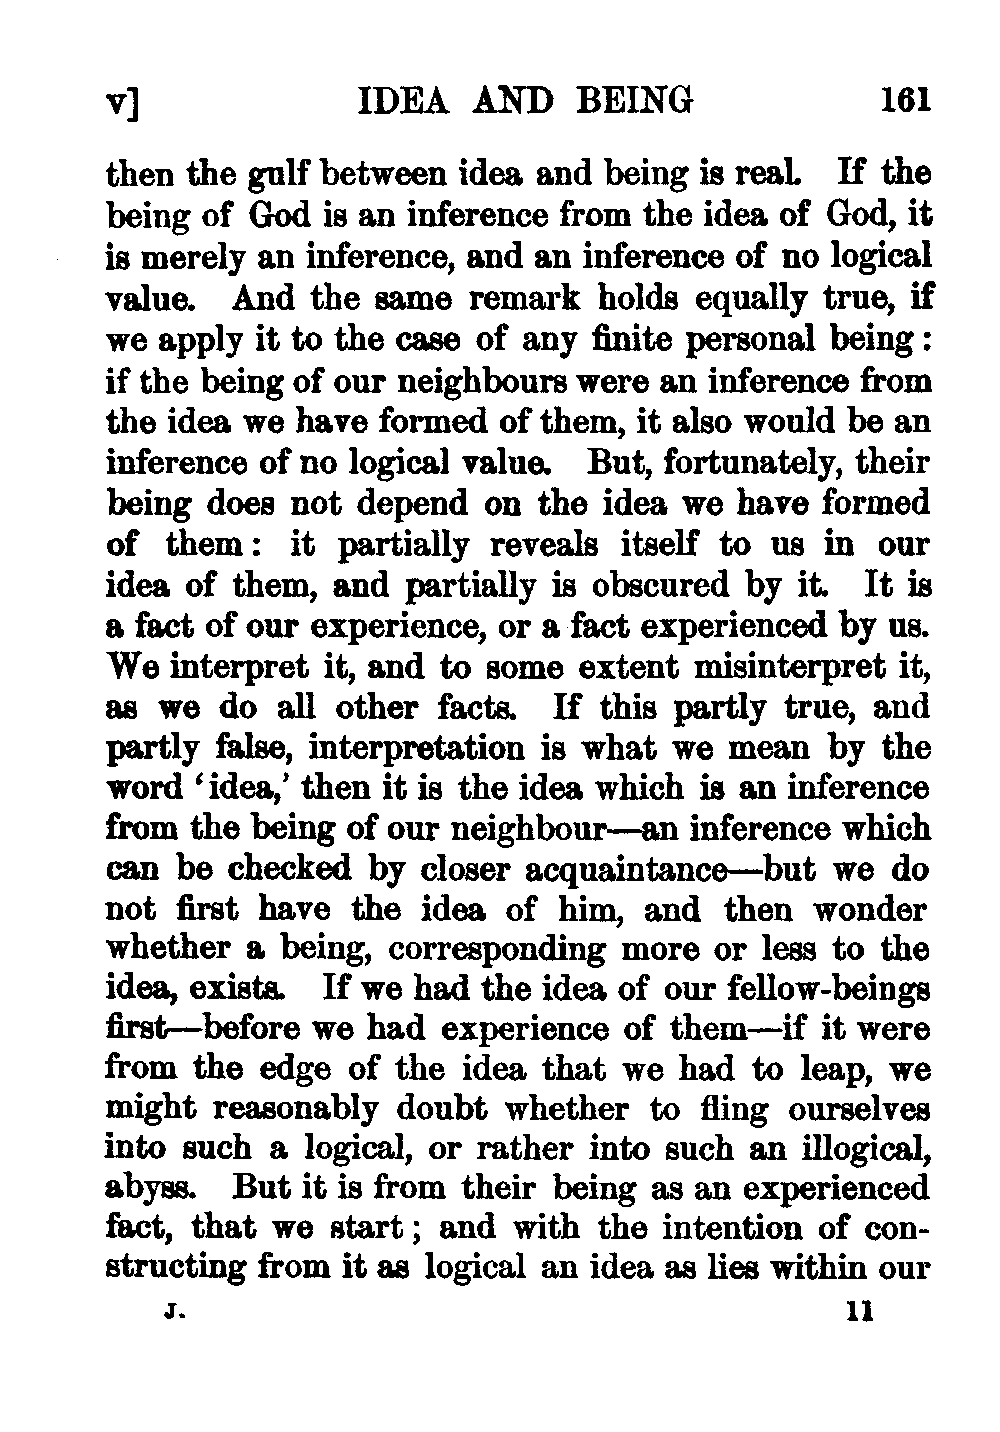 v] IDEA AND BEING 161
then the gulf between idea and being is real. If the
being of God is an inference from the idea of God, it
is merely an inference, and an inference of no logical
value. And the same remark holds equally true, if
we apply it to the case of any finite personal being :
if the being of our neighbours were an inference from
the idea we have formed of them, it also would be an
inference of no logical value. But, fortunately, their
being does not depend on the idea we have formed
of them : it partially reveals itself to us in our
idea of them, and partially is obscured by it. It is
a fact of our experience, or a fact experienced by us.
We interpret it, and to some extent misinterpret it,
as we do all other facts. If this partly true, and
partly false, interpretation is what we mean by the
word ‘idea,’ then it is the idea which is an inference
from the being of our neighbour—an inference which
can be checked by closer acquaintance—but we do
not first have the idea of him, and then wonder
whether a being, corresponding more or less to the
idea, exists. If we had the idea of our fellow-beings
first—before we had experience of them—if it were
from the edge of the idea that we had to leap, we
might reasonably doubt whether to fling ourselves
into such a logical, or rather into such an illogical,
abyss. But it is from their being as an experienced
fact, that we start ; and with the intention of con-
structing from it as logical an idea as lies within our
J. 11